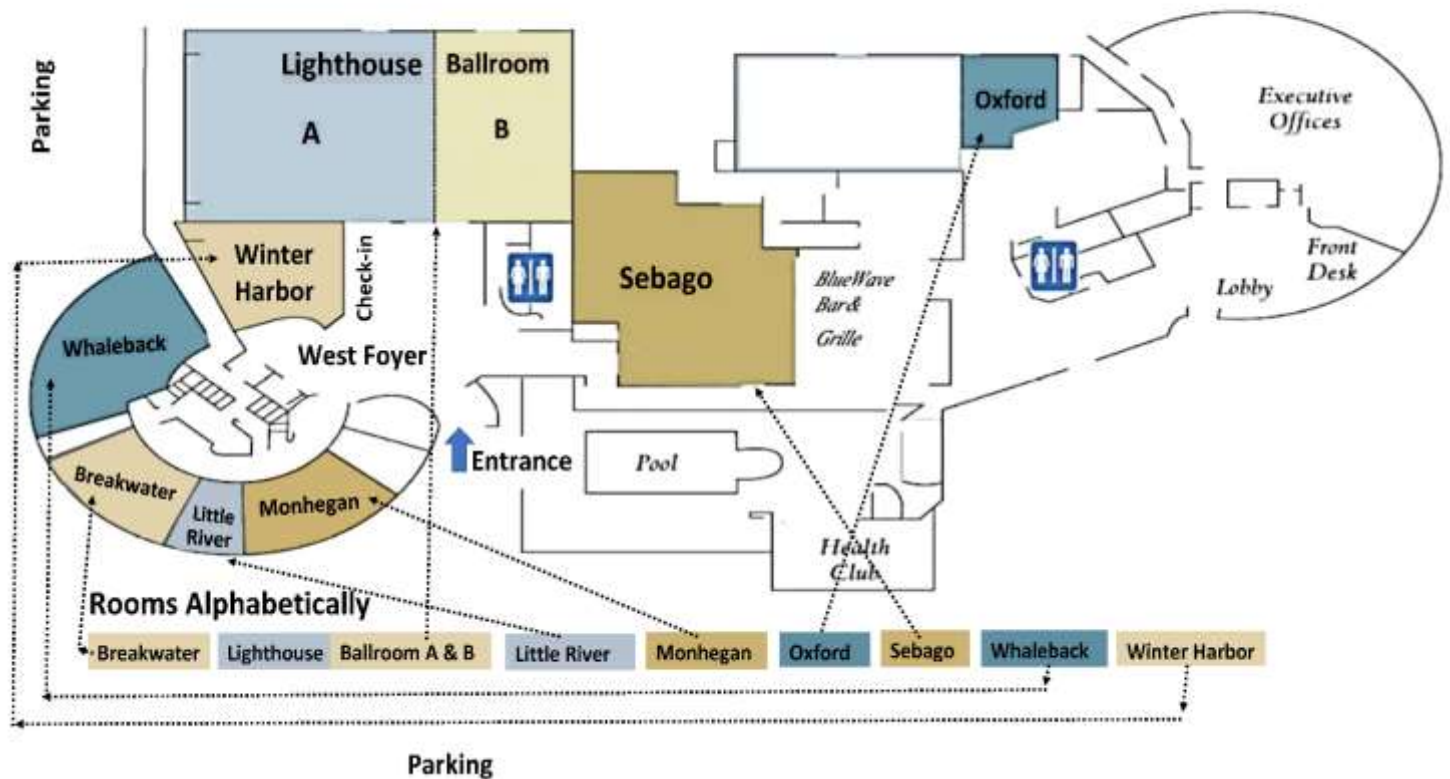 Parking
Lighthouse Ballroom
A
B
Oxford
Executive
Offices
Winter
Harbor
Check-in
Sebago
BlueWave
Bar&
Grille
Front
Desk
Lobby
Whaleback
West Foyer
Entrance
Pool
Breakwater
Little
River
Monhegan
Health
Club
Rooms Alphabetically
Breakwater
Lighthouse Ballroom A & B
Little River
Monhegan
Oxford
Sebago
Whaleback
Winter Harbor
Parking